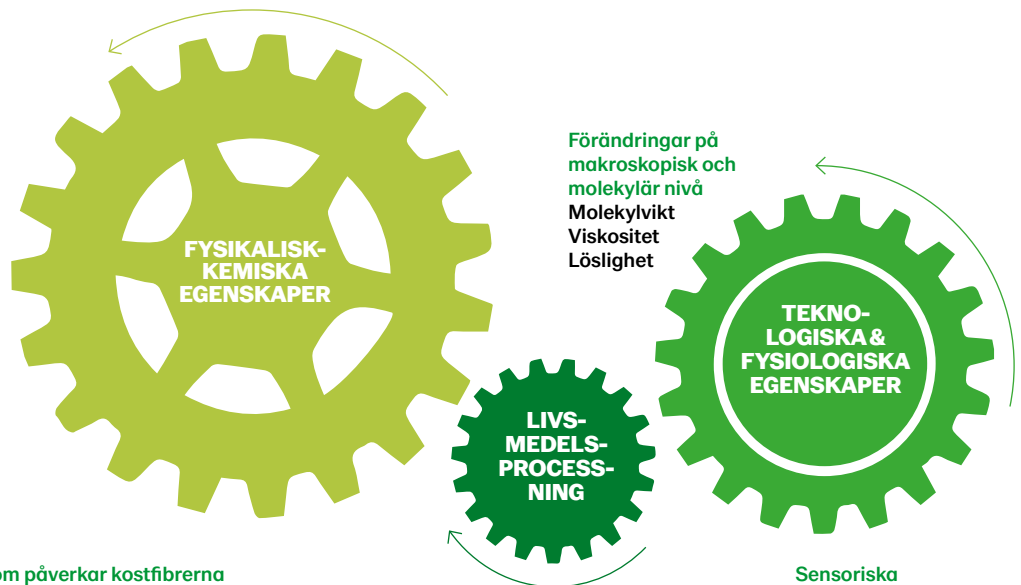 FYSIKALISK-
KEMISKA
EGENSKAPER
Förändringar på
makroskopisk och
molekylär nivå
Molekylvikt
Viskositet
Löslighet
TEKNO-
LOGISKA &
FYSIOLOGISKA
EGENSKAPER
LIVS-
MEDELS-
PROCESS-
NING
påverkar kostfibrerna
Sensoriska